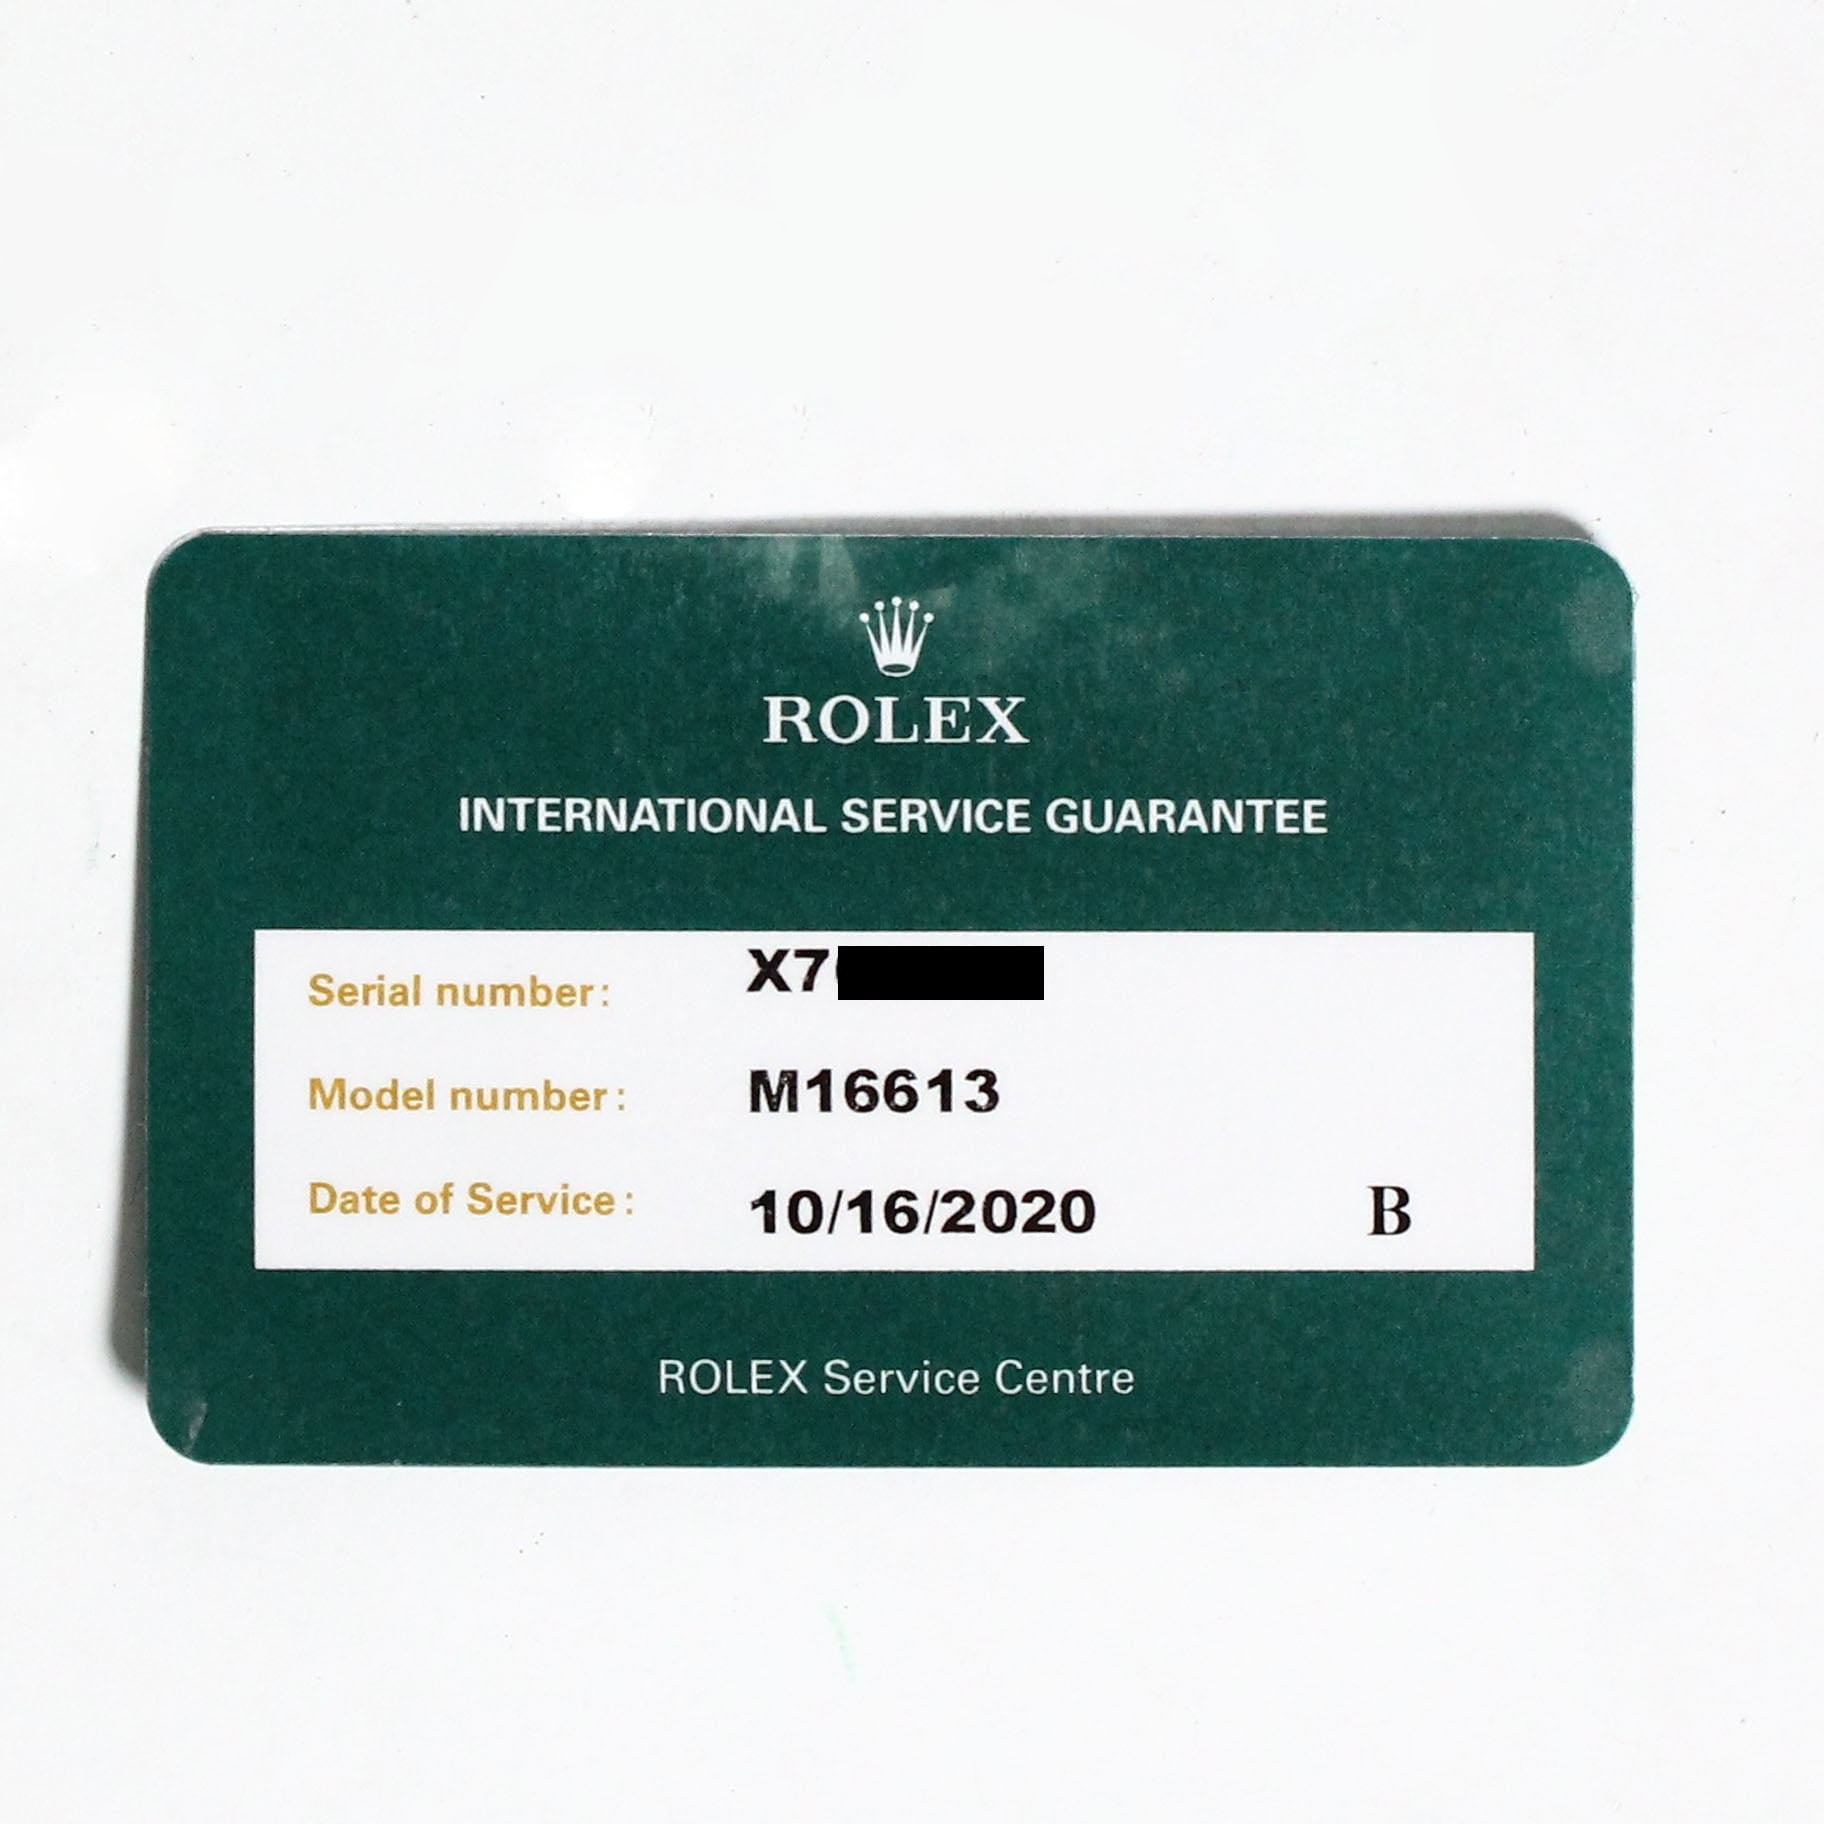 ROLEX
INTERNATIONAL SERVICE GUARANTEE
Serial number: X7
Model number: M16613
Date of Service: 10/16/2020 B
ROLEX Service Centre